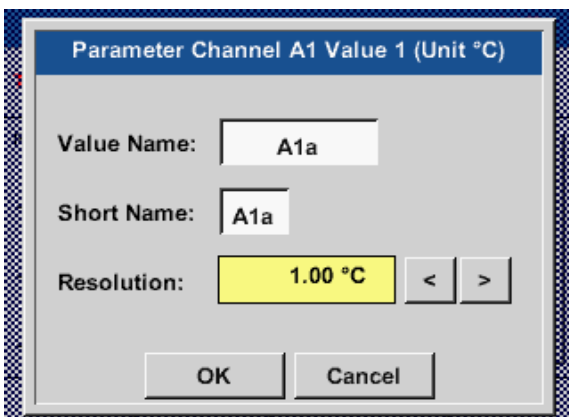 Parameter Channel A1 Value 1 (Unit °C)
Value Name: A1a
Short Name: A1a
Resolution: 1.00 °C < >
OK Cancel